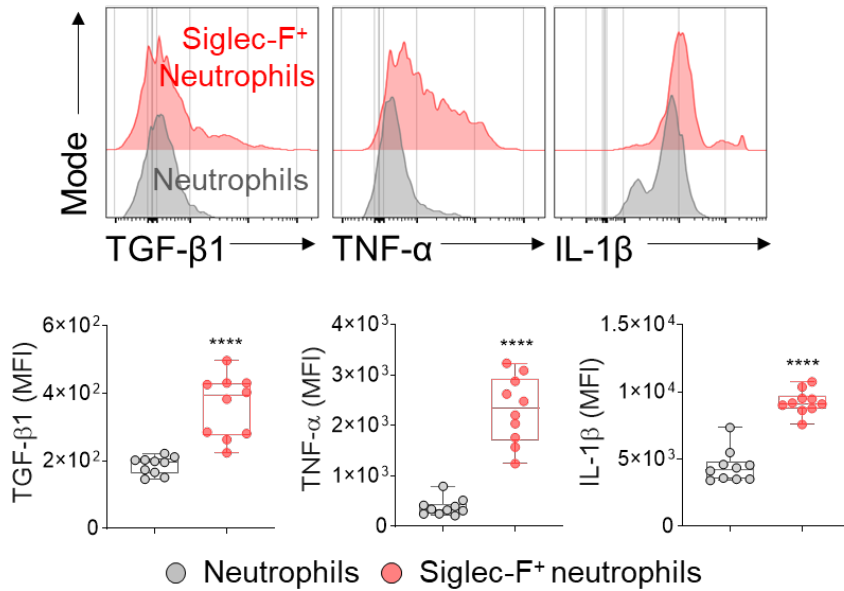 Mode
Siglec-F⁺
Neutrophils
Neutrophils
TGF-β1
TNF-α
IL-1β
TGF-β1 (MFI)
6×10²
4×10²
2×10²
0
****
TNF-α (MFI)
4×10³
3×10³
2×10³
1×10³
0
****
IL-1β (MFI)
1.5×10⁴
1×10⁴
5×10³
0
****
Neutrophils
Siglec-F⁺ neutrophils